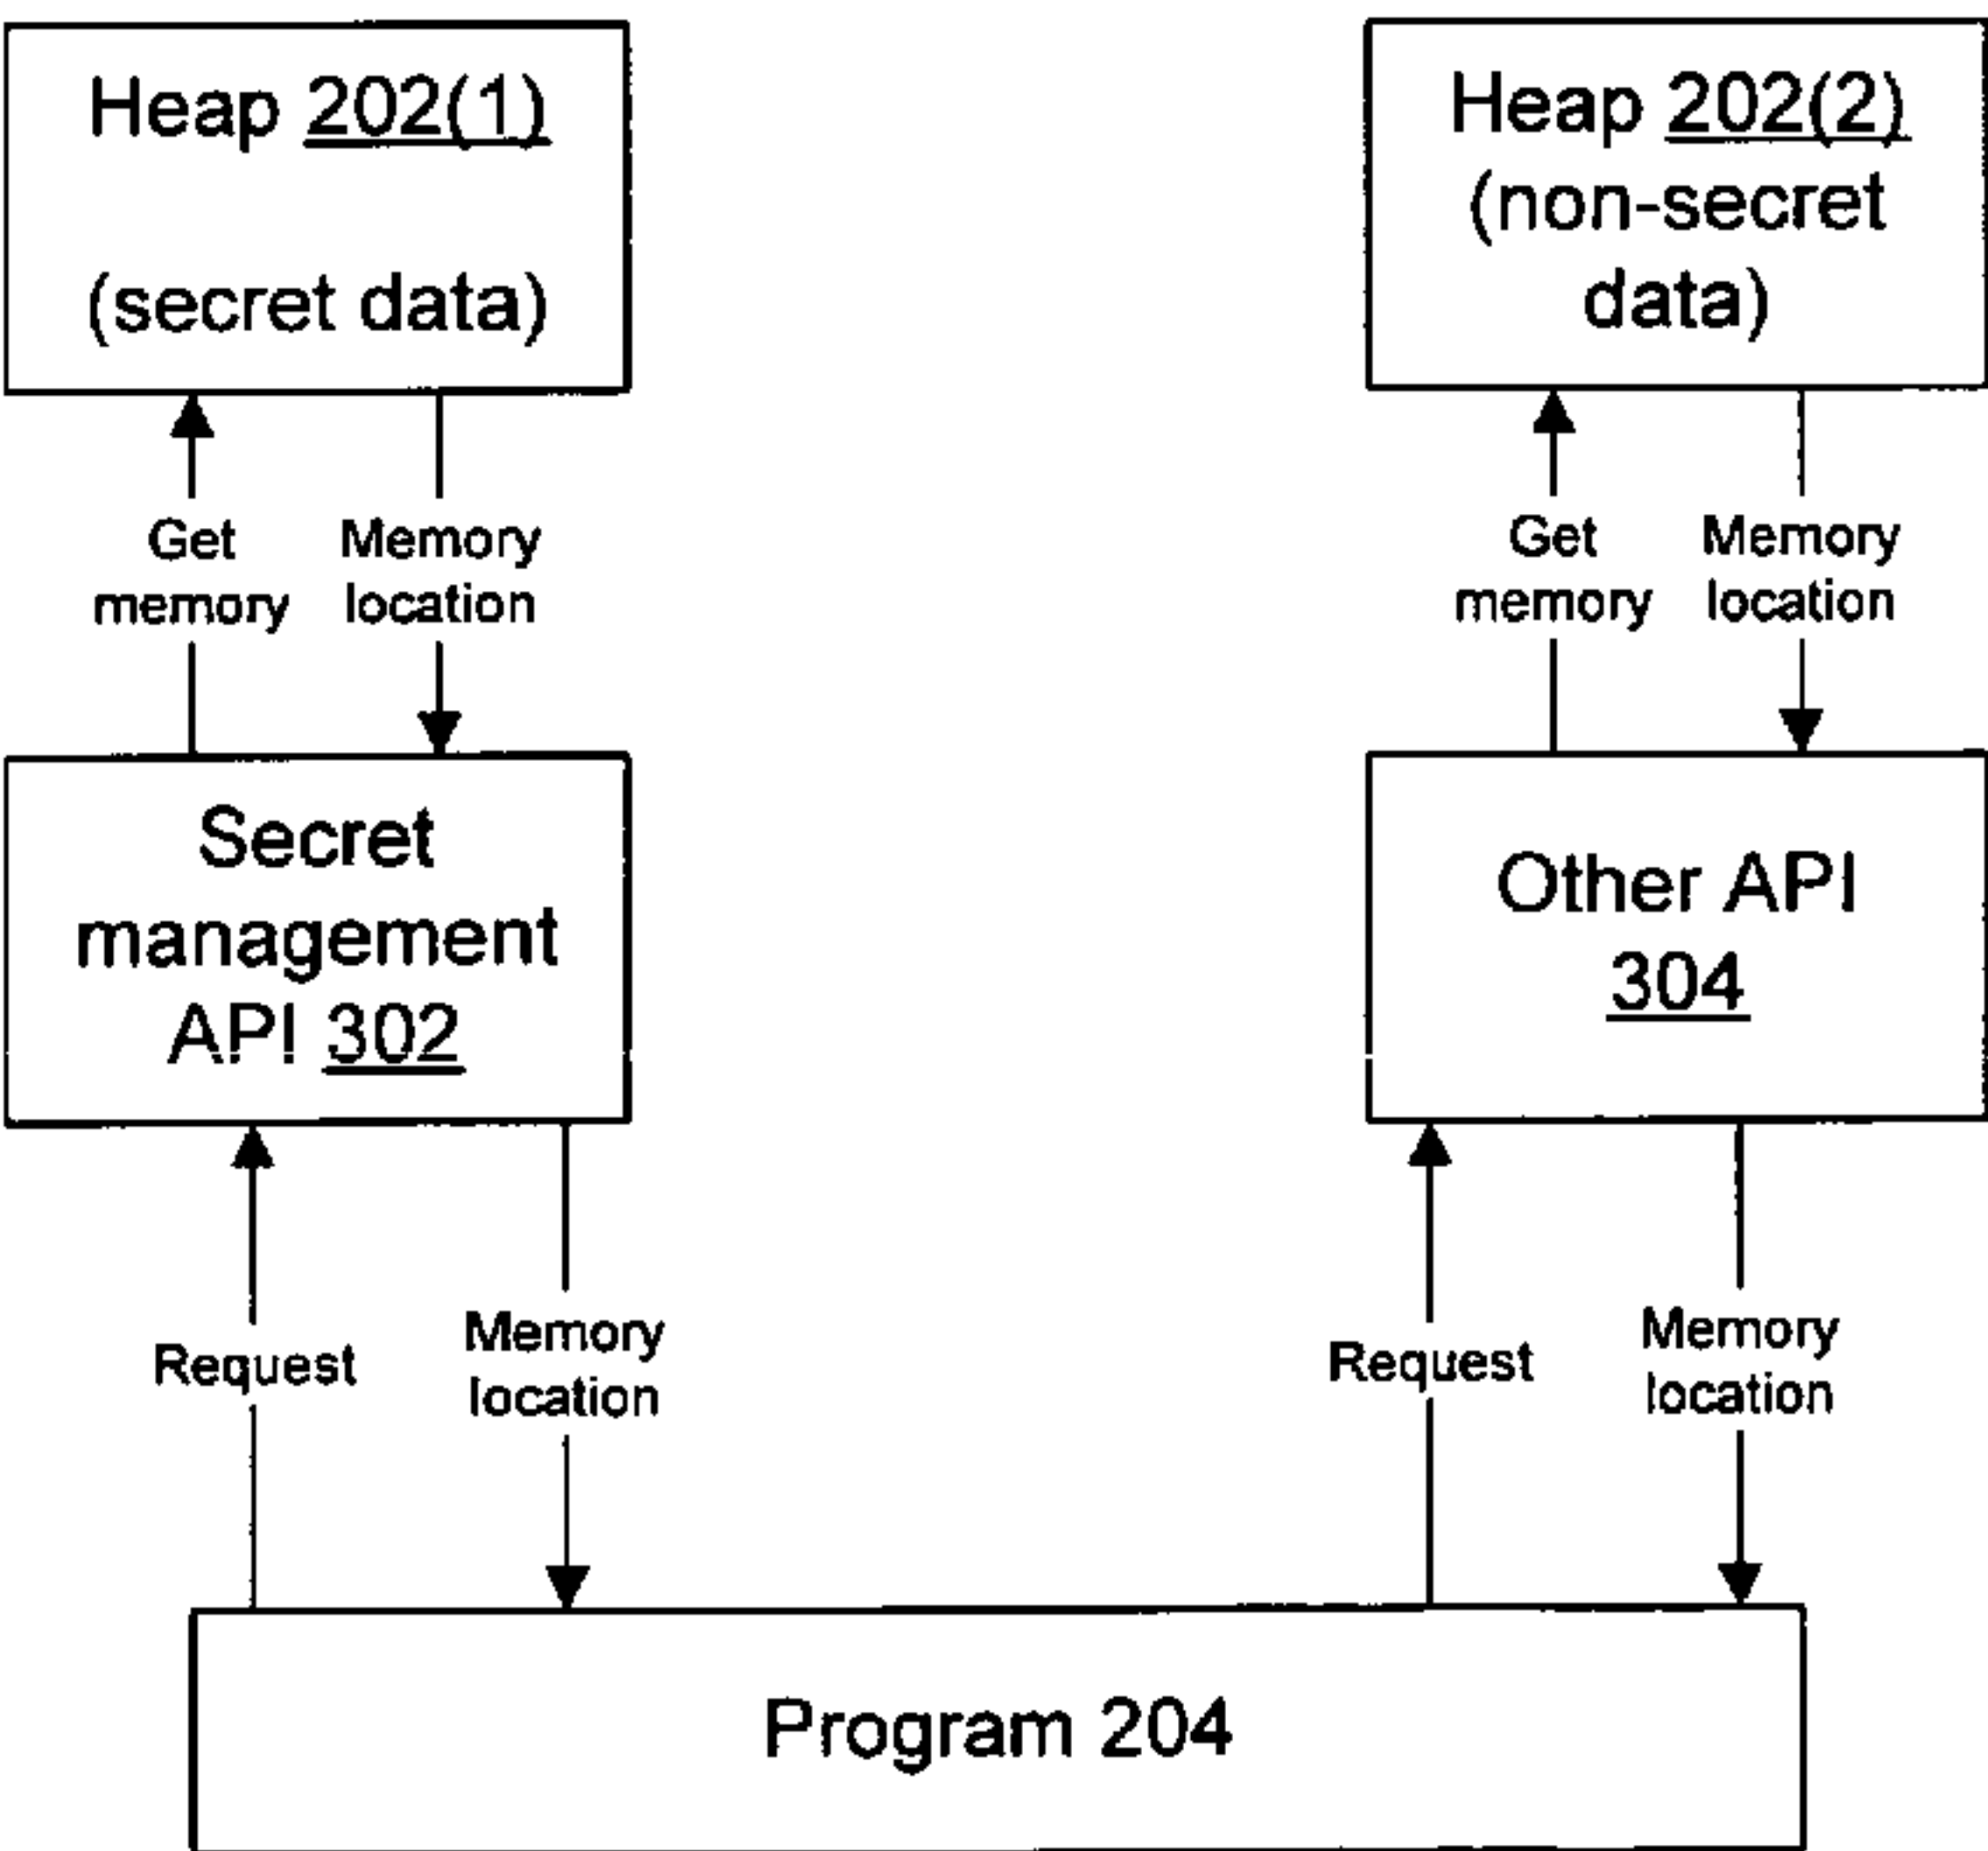 Heap 202(1)
(secret data)
Heap 202(2)
(non-secret
data)
Get
memory
Memory
location
Get
memory
Memory
location
Secret
management
API 302
Other API
304
Request
Memory
location
Request
Memory
location
Program 204